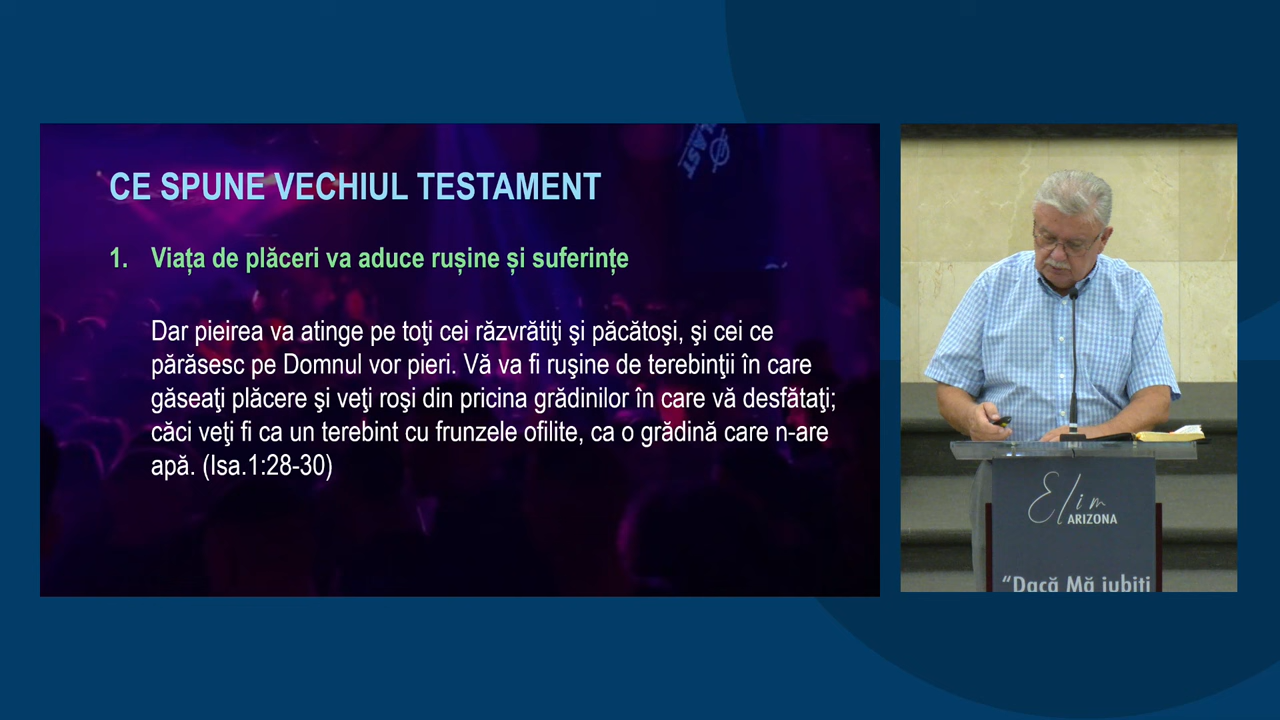 CE SPUNE VECHIUL TESTAMENT
1. Viața de plăceri va aduce rușine și suferințe
Dar pieirea va atinge pe toţi cei răzvrătiţi şi păcătoşi, şi cei ce
părăsesc pe Domnul vor pieri. Vă va fi ruşine de terebinţii în care
găseaţi plăcere şi veţi roşi din pricina grădinilor în care vă desfătaţi;
căci veţi fi ca un terebint cu frunzele ofilite, ca o grădină care n-are
apă. (Isa.1:28-30)
Elim
ARIZONA
“Dacă Mă iubiți